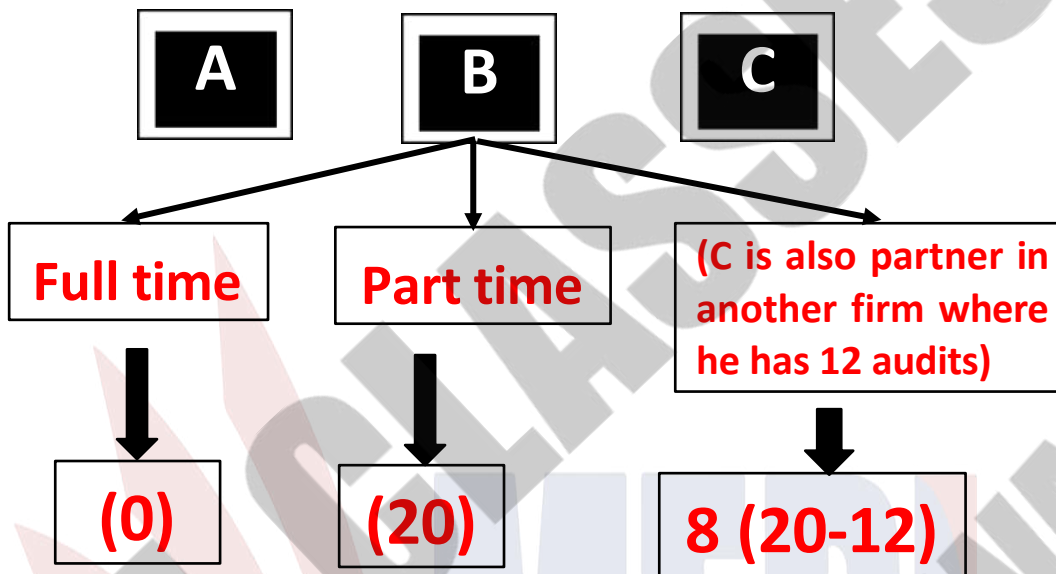 A B C
Full time
Part time
(C is also partner in
another firm where
he has 12 audits)
(0)
(20)
8 (20-12)
CLASSES